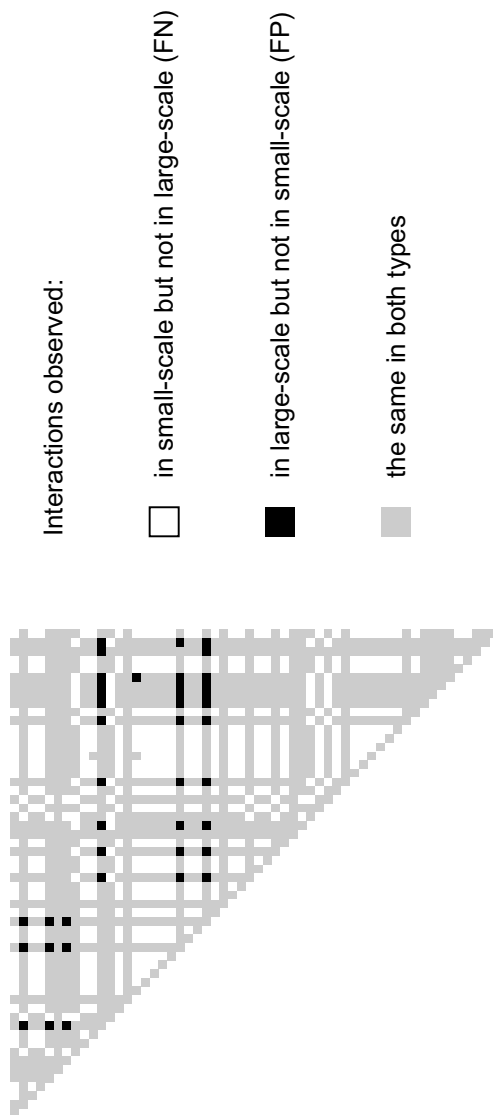 Interactions observed:
in small-scale but not in large-scale (FN)
in large-scale but not in small-scale (FP)
the same in both types